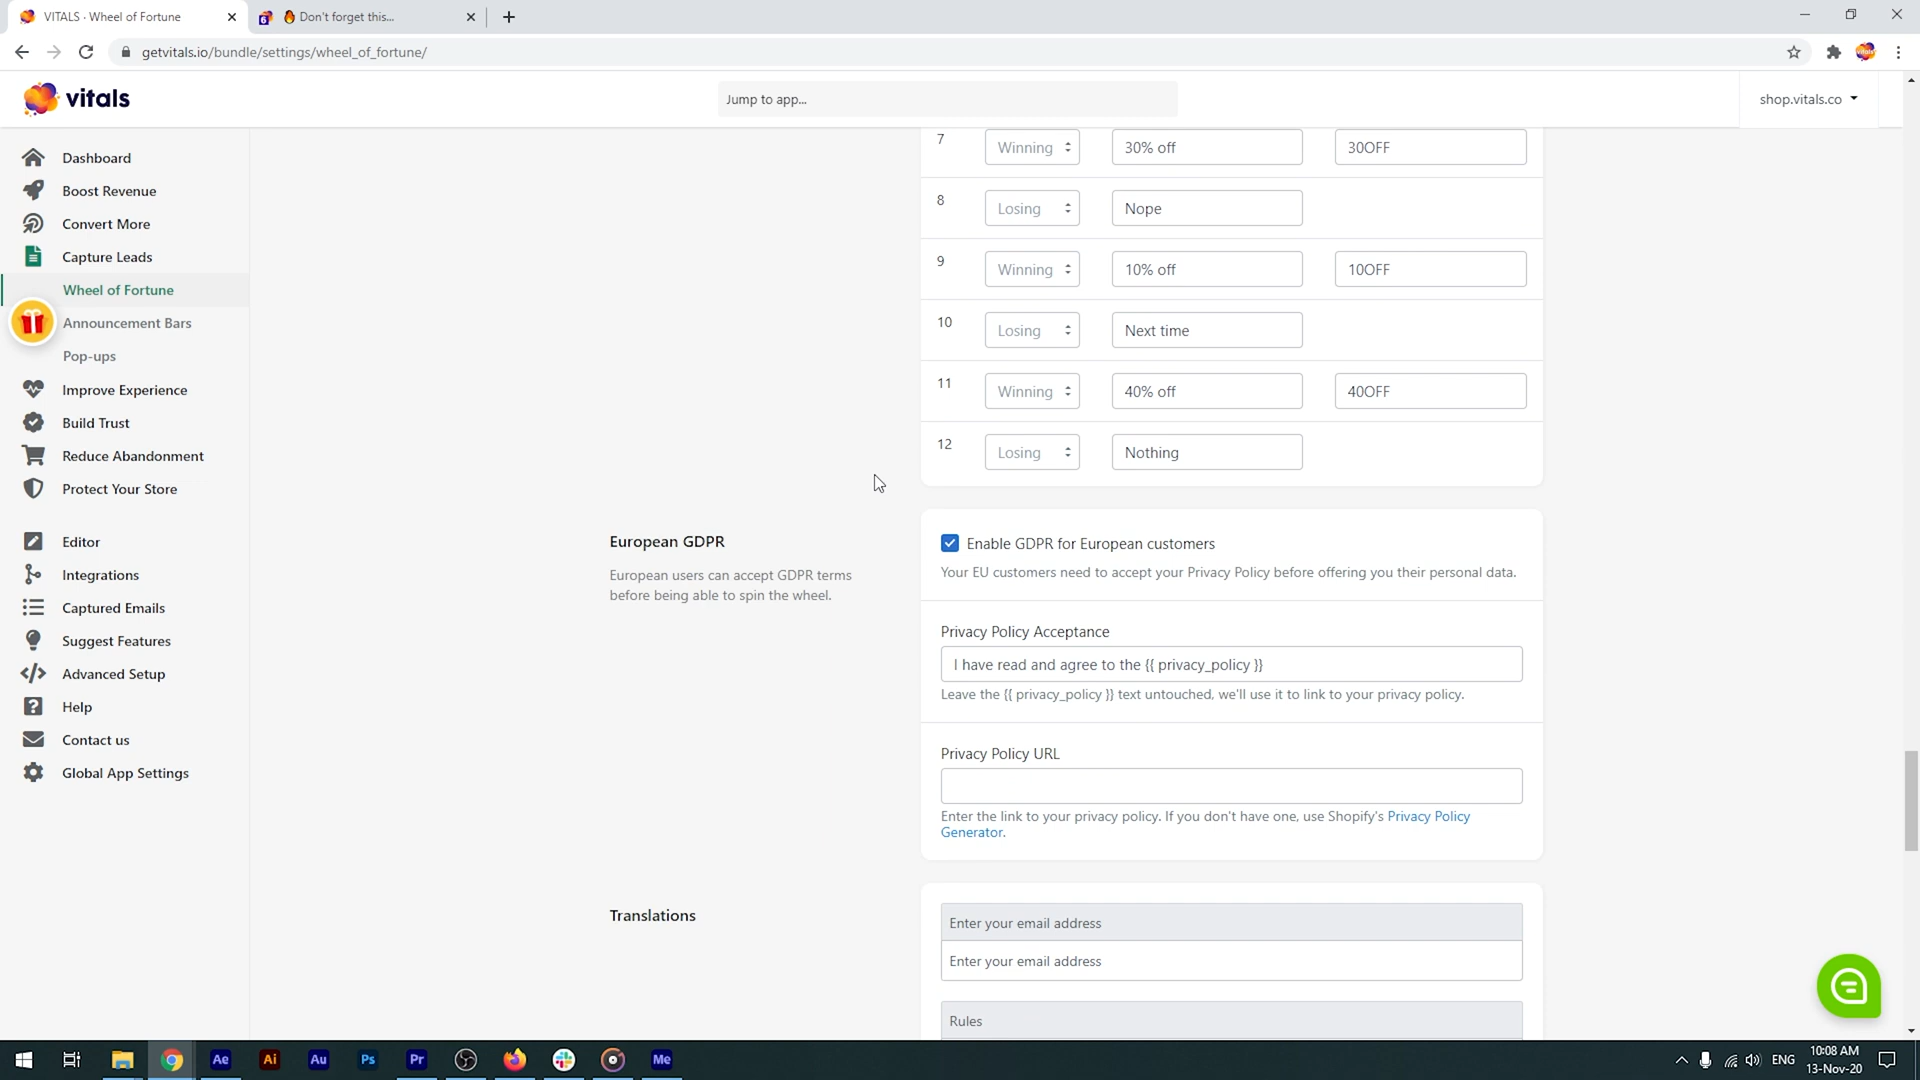 VITALS · Wheel of Fortune
6
Don't forget this...
getvitals.io/bundle/settings/wheel_of_fortune/
vitals
Jump to app...
shop.vitals.co
Dashboard
Boost Revenue
Convert More
Capture Leads
Wheel of Fortune
Announcement Bars
Pop-ups
Improve Experience
Build Trust
Reduce Abandonment
Protect Your Store
Editor
Integrations
Captured Emails
Suggest Features
Advanced Setup
Help
Contact us
Global App Settings
7 Winning 30% off 30OFF
8 Losing Nope
9 Winning 10% off 10OFF
10 Losing Next time
11 Winning 40% off 40OFF
12 Losing Nothing
European GDPR
European users can accept GDPR terms
before being able to spin the wheel.
Enable GDPR for European customers
Your EU customers need to accept your Privacy Policy before offering you their personal data.
Privacy Policy Acceptance
I have read and agree to the {{ privacy_policy }}
Leave the {{ privacy_policy }} text untouched, we'll use it to link to your privacy policy.
Privacy Policy URL
Enter the link to your privacy policy. If you don't have one, use Shopify's Privacy Policy
Generator.
Translations
Enter your email address
Enter your email address
Rules
Ae Ai Au Ps Pr Me
ENG
10:08 AM
13-Nov-20